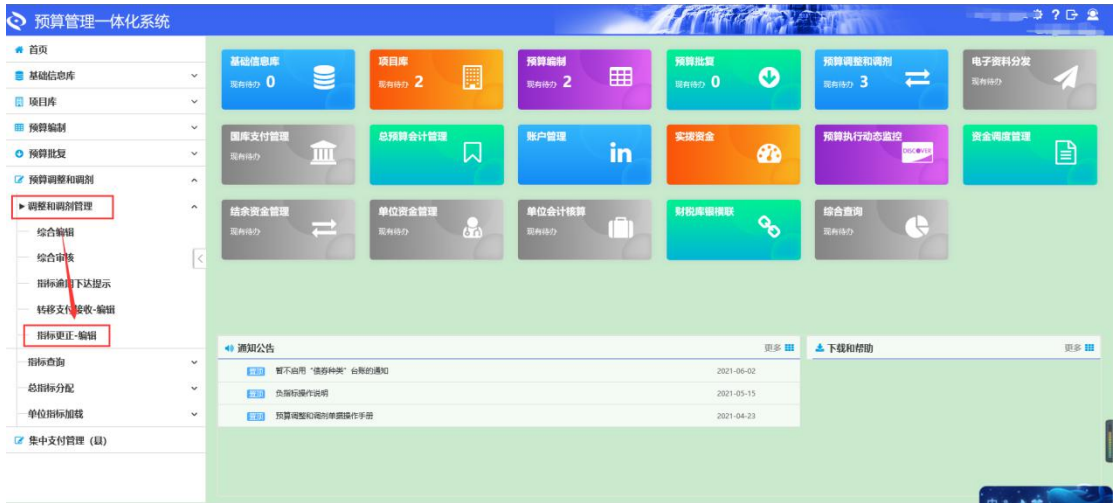 预算管理一体化系统
首页
基础信息库
项目库
预算编制
预算批复
预算调整和调剂
调整和调剂管理
综合编辑
综合审核
指标逾期下达提示
转移支付接收-编辑
指标更正-编辑
指标查询
总指标分配
单位指标加载
集中支付管理（县）
基础信息库
现有待办 0
项目库
现有待办 2
预算编制
现有待办 2
预算批复
现有待办 0
预算调整和调剂
现有待办 3
电子资料分发
现有待办
国库支付管理
现有待办
总预算会计管理
账户管理
in
实拨资金
预算执行动态监控
DISCOVER
资金调度管理
结余资金管理
现有待办
单位资金管理
现有待办
单位会计核算
现有待办
财税库银横联
综合查询
现有待办
通知公告
更多
暂不启用“债券种类”台账的通知
2021-06-02
负指标操作说明
2021-05-15
预算调整和调剂单据操作手册
2021-04-23
下载和帮助
更多